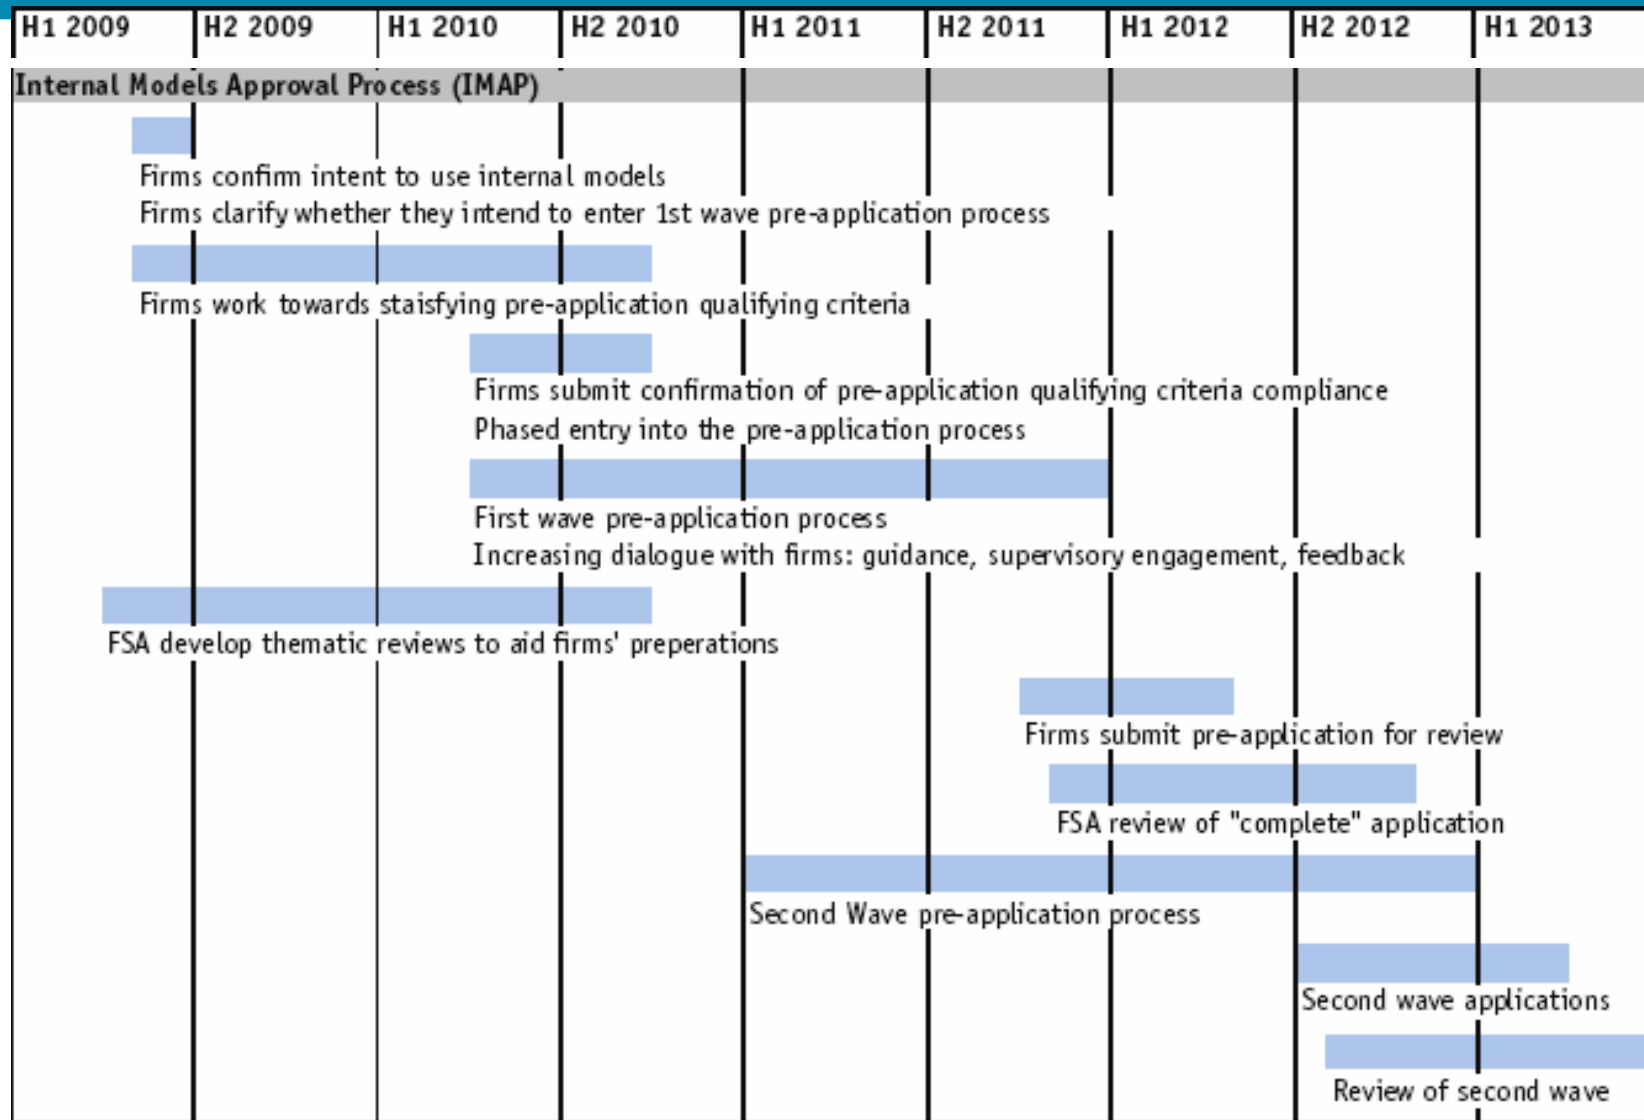 H1 2009 H2 2009 H1 2010 H2 2010 H1 2011 H2 2011 H1 2012 H2 2012 H1 2013
Internal Models Approval Process (IMAP)
Firms confirm intent to use internal models
Firms clarify whether they intend to enter 1st wave pre-application process
Firms work towards staisfying pre-application qualifying criteria
Firms submit confirmation of pre-application qualifying criteria compliance
Phased entry into the pre-application process
First wave pre-application process
Increasing dialogue with firms: guidance, supervisory engagement, feedback
FSA develop thematic reviews to aid firms' preperations
Firms submit pre-application for review
FSA review of "complete" application
Second Wave pre-application process
Second wave applications
Review of second wave